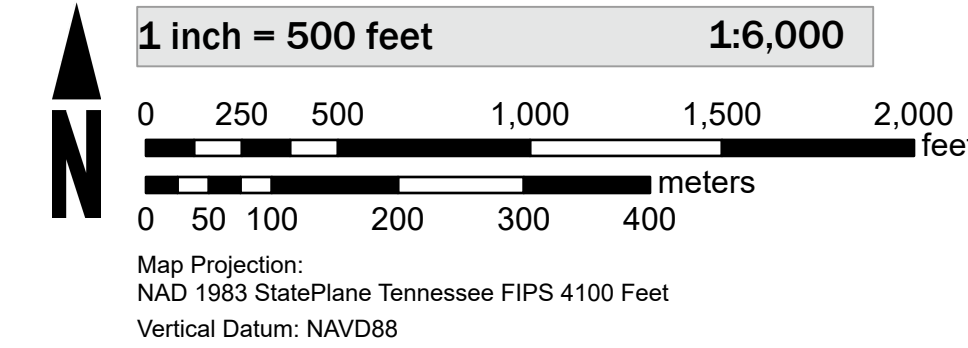 1 inch = 500 feet 1:6,000
0 250 500 1,000 1,500 2,000
feet
meters
0 50 100 200 300 400
N
Map Projection:
NAD 1983 StatePlane Tennessee FIPS 4100 Feet
Vertical Datum: NAVD88